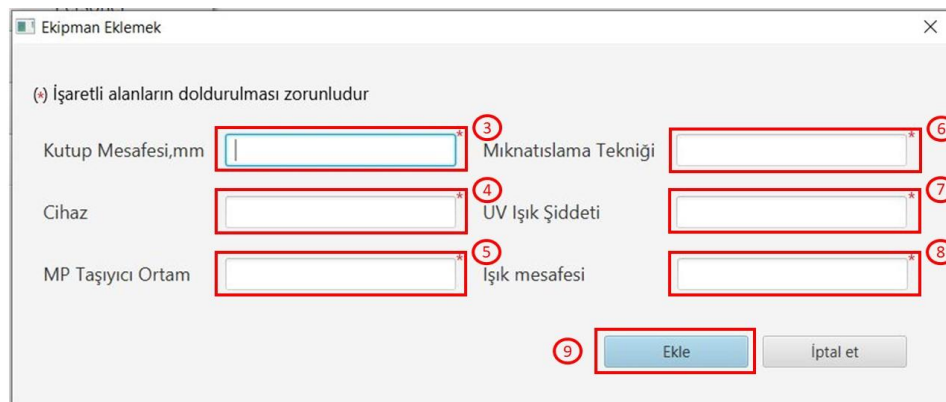 Ekipman Eklemek
(*) İşaretli alanların doldurulması zorunludur
Kutup Mesafesi,mm * 3 Mıknatıslama Tekniği * 6
Cihaz * 4 UV Işık Şiddeti * 7
MP Taşıyıcı Ortam * 5 Işık mesafesi * 8
9 Ekle İptal et